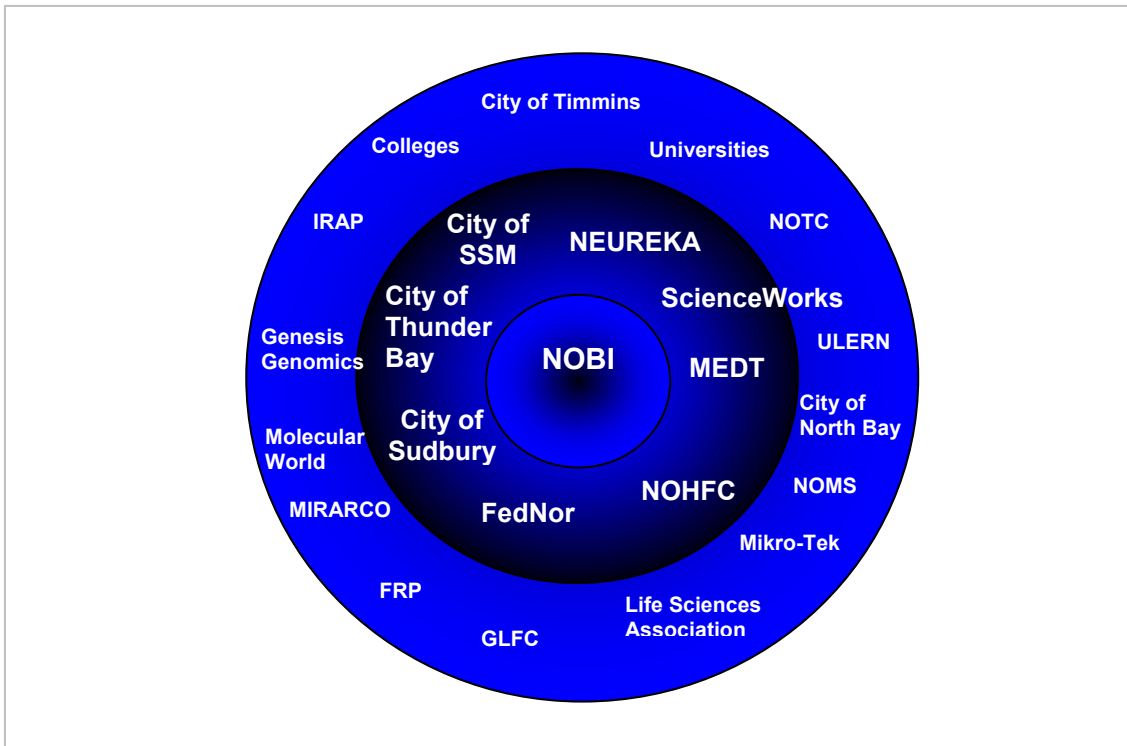 City of Timmins
Colleges
Universities
IRAP
NOTC
City of
SSM
NEUREKA
City of
Thunder
Bay
ScienceWorks
Genesis
Genomics
NOBI
MEDT
ULERN
City of
North Bay
City of
Sudbury
Molecular
World
MIRARCO
FedNor
NOHFC
NOMS
Mikro-Tek
FRP
GLFC
Life Sciences
Association